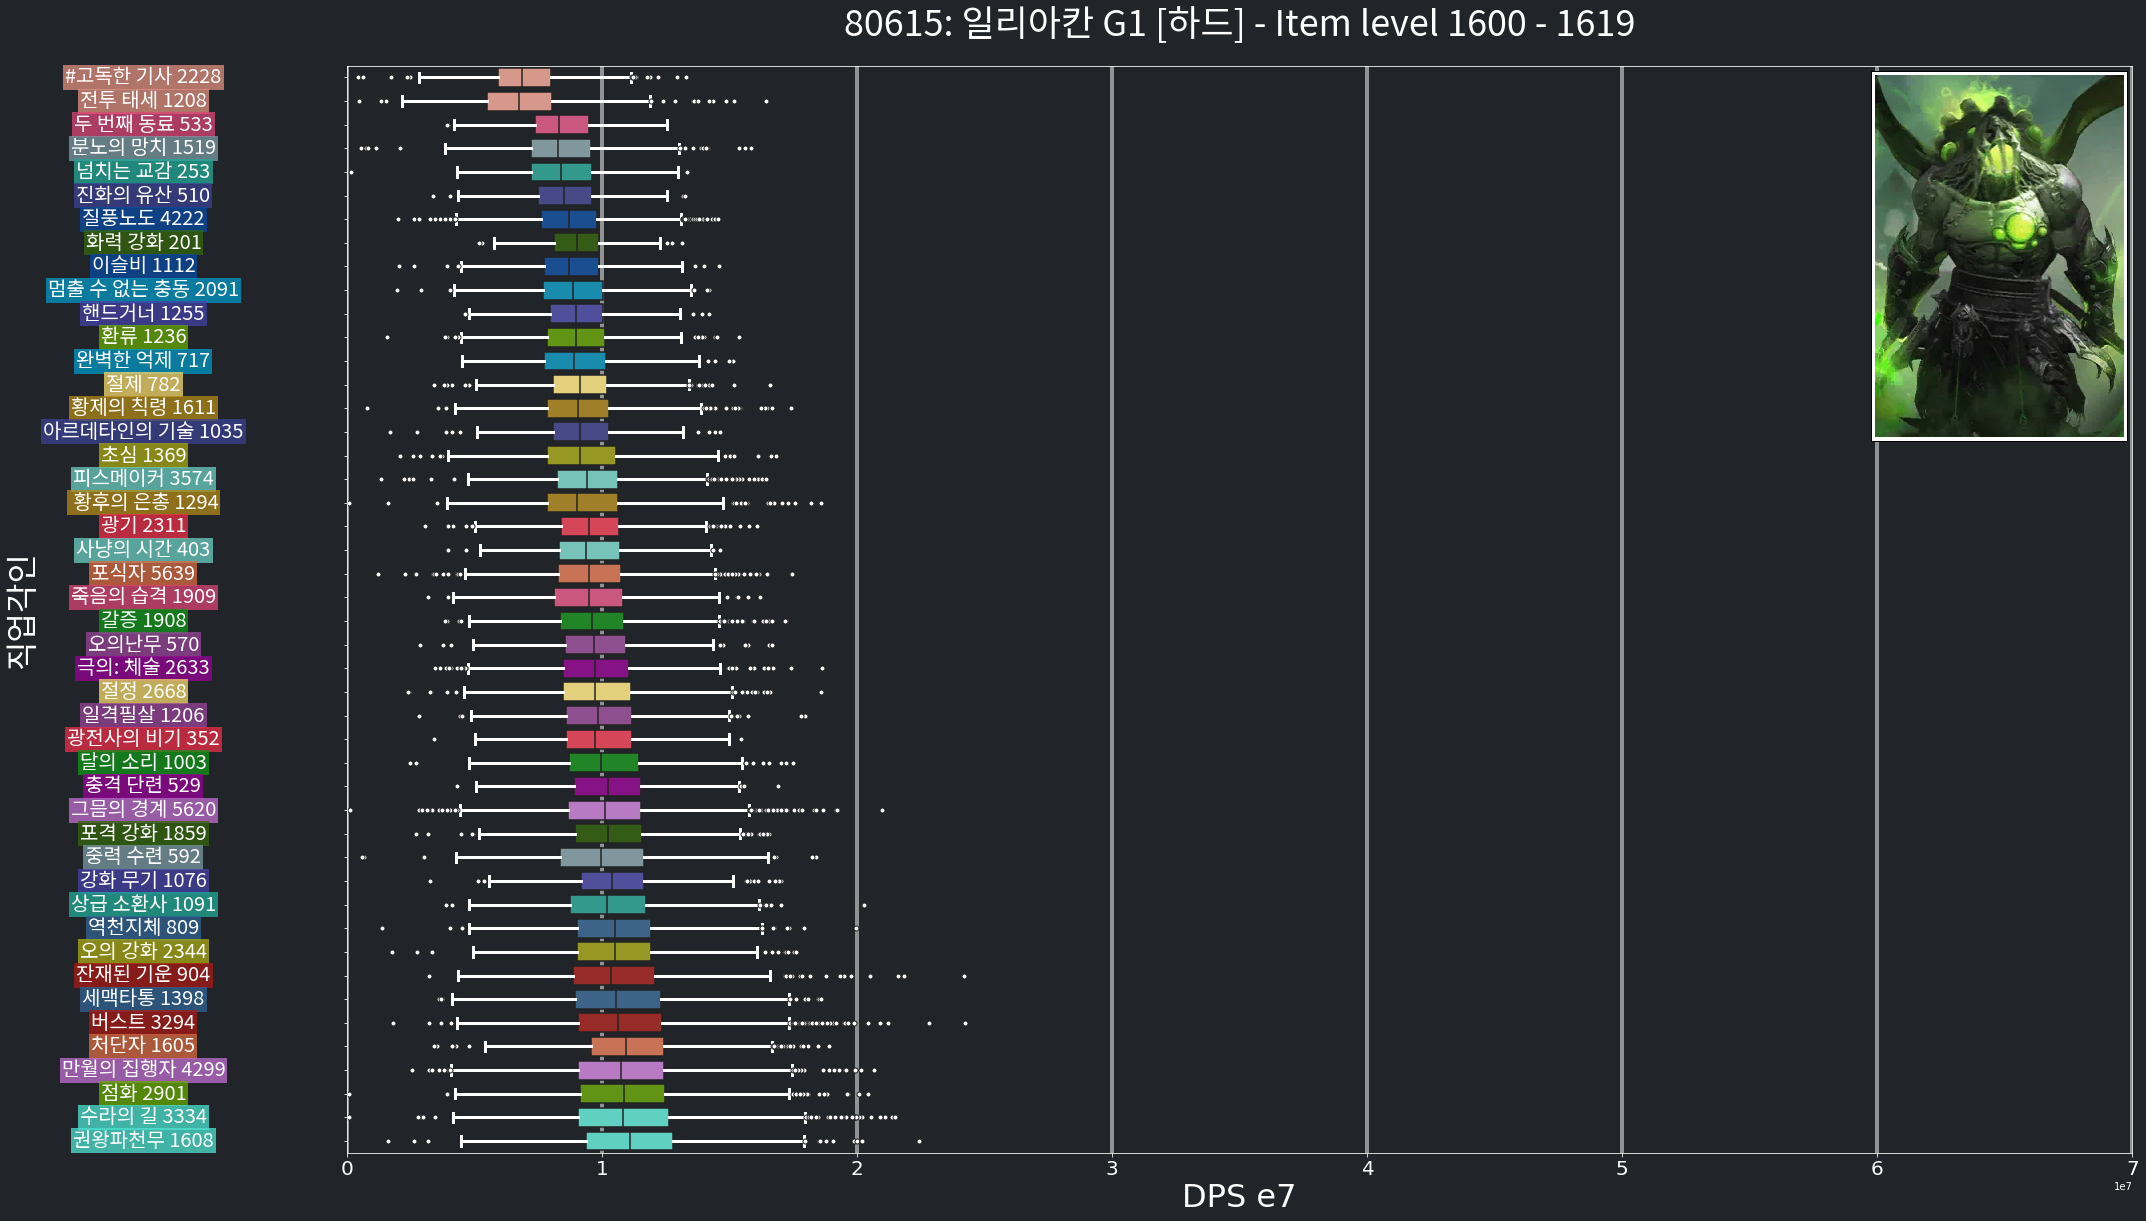 80615: 일리아칸 G1 [하드] - Item level 1600 - 1619
#고독한 기사 2228
전투 태세 1208
두 번째 동료 533
분노의 망치 1519
넘치는 교감 253
진화의 유산 510
질풍노도 4222
화력 강화 201
이슬비 1112
멈출 수 없는 충동 2091
핸드거너 1255
환류 1236
완벽한 억제 717
절제 782
황제의 칙령 1611
아르데타인의 기술 1035
초심 1369
피스메이커 3574
황후의 은총 1294
광기 2311
사냥의 시간 403
포식자 5639
죽음의 습격 1909
갈증 1908
오의난무 570
극의: 체술 2633
절정 2668
일격필살 1206
광전사의 비기 352
달의 소리 1003
충격 단련 529
그믐의 경계 5620
포격 강화 1859
중력 수련 592
강화 무기 1076
상급 소환사 1091
역천지체 809
오의 강화 2344
잔재된 기운 904
세맥타통 1398
버스트 3294
처단자 1605
만월의 집행자 4299
점화 2901
수라의 길 3334
권왕파천무 1608
직업각인
0 1 2 3 4 5 6 7
1e7
DPS e7